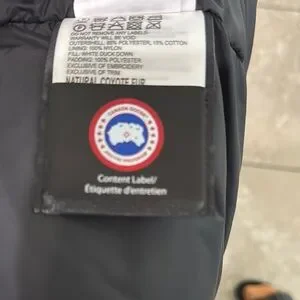 DO NOT REMOVE ANY LABELS-
WARRANTY WILL BE VOID
OUTERSHELL: 85% POLYESTER, 15% COTTON
LINING: 100% NYLON
FILL: WHITE DUCK DOWN
PADDING: 100% POLYESTER
EXCLUSIVE OF EMBROIDERY
EXCLUSIVE OF TRIM
NATURAL COYOTE FUR
CANADA GOOSE
ARCTIC PROGRAM
Content Label/
Étiquette d'entretien